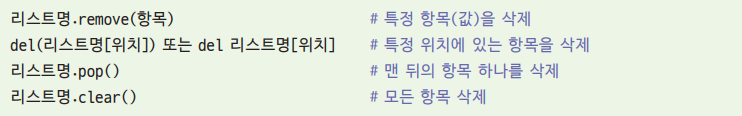 리스트명.remove(항목) # 특정 항목(값)을 삭제
del(리스트명[위치]) 또는 del 리스트명[위치] # 특정 위치에 있는 항목을 삭제
리스트명.pop() # 맨 뒤의 항목 하나를 삭제
리스트명.clear() # 모든 항목 삭제